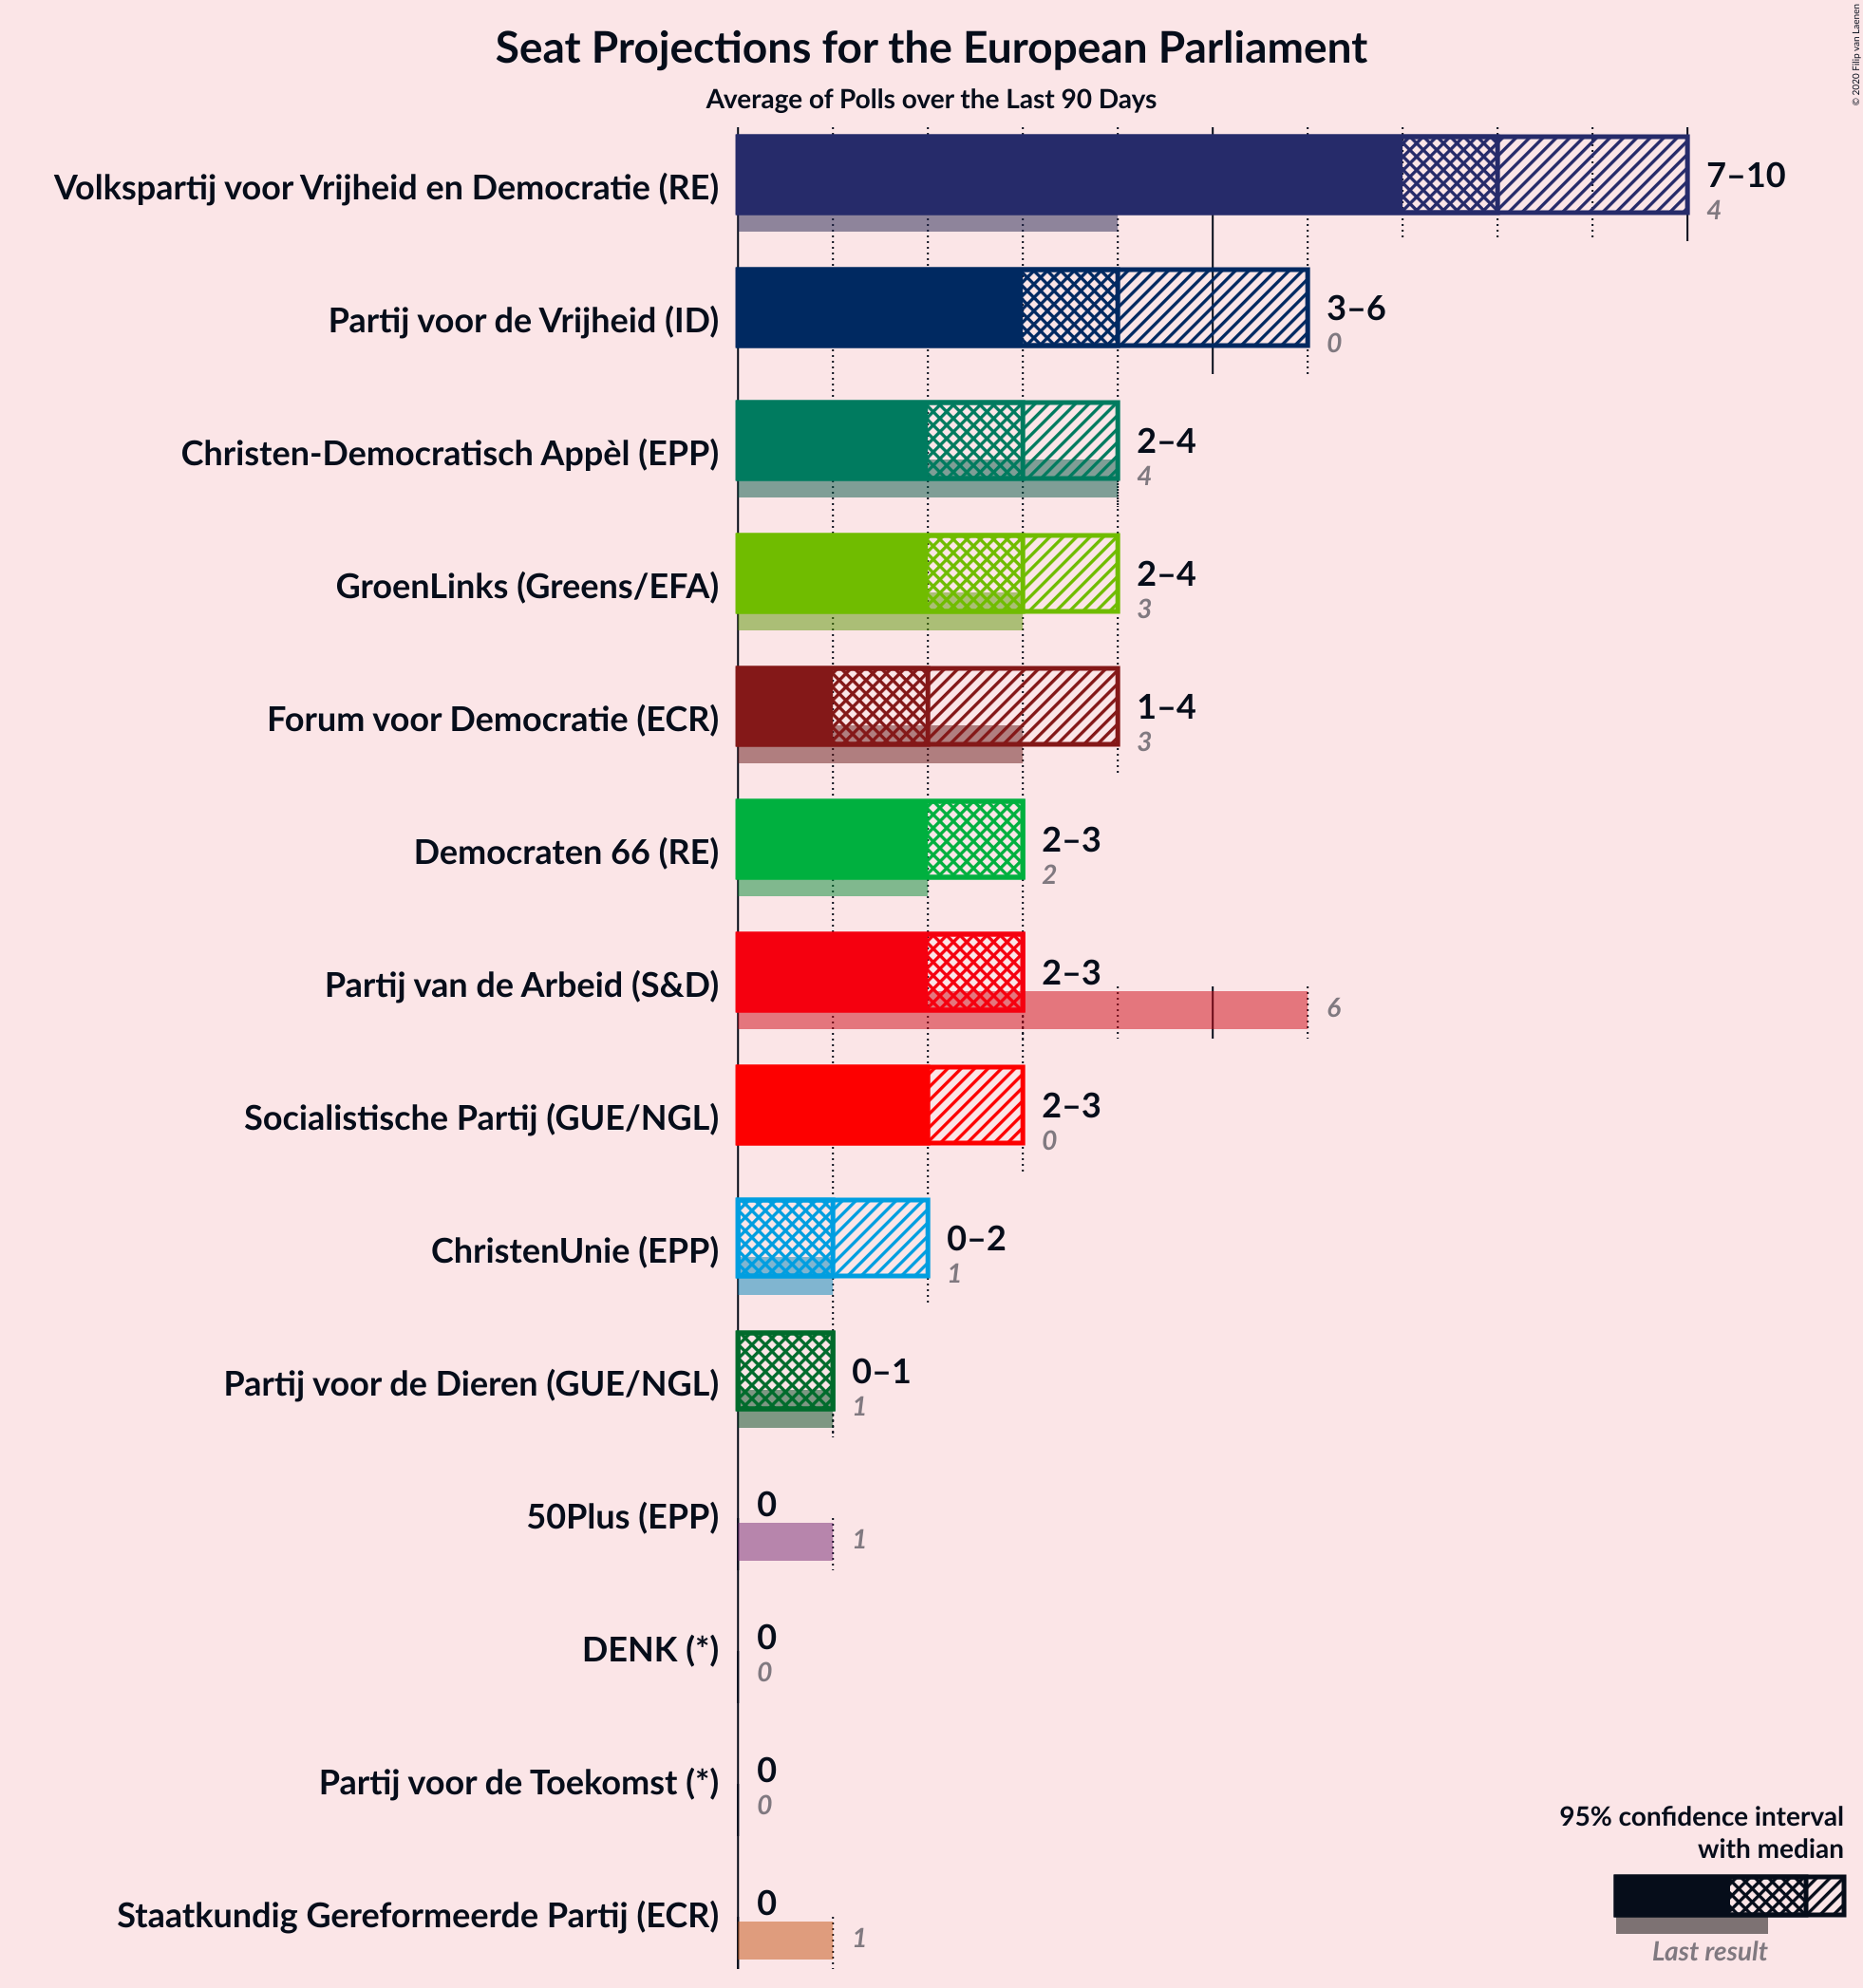 Seat Projections for the European Parliament
Average of Polls over the Last 90 Days
© 2020 Filip van Laenen
Volkspartij voor Vrijheid en Democratie (RE)
7–10
4
Partij voor de Vrijheid (ID)
3–6
0
Christen-Democratisch Appèl (EPP)
2–4
4
GroenLinks (Greens/EFA)
2–4
3
Forum voor Democratie (ECR)
1–4
3
Democraten 66 (RE)
2–3
2
Partij van de Arbeid (S&D)
2–3
6
Socialistische Partij (GUE/NGL)
2–3
0
ChristenUnie (EPP)
0–2
1
Partij voor de Dieren (GUE/NGL)
0–1
1
50Plus (EPP)
0
1
DENK (*)
0
0
Partij voor de Toekomst (*)
0
0
Staatkundig Gereformeerde Partij (ECR)
0
1
95% confidence interval
with median
Last result